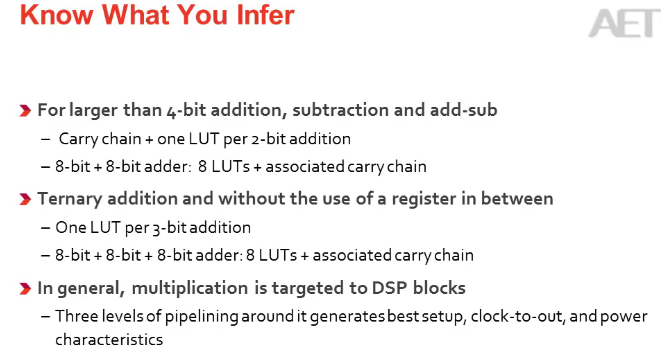 Know What You Infer
AET
For larger than 4-bit addition, subtraction and add-sub
– Carry chain + one LUT per 2-bit addition
– 8-bit + 8-bit adder: 8 LUTs + associated carry chain
Ternary addition and without the use of a register in between
– One LUT per 3-bit addition
– 8-bit + 8-bit + 8-bit adder: 8 LUTs + associated carry chain
In general, multiplication is targeted to DSP blocks
– Three levels of pipelining around it generates best setup, clock-to-out, and power
characteristics